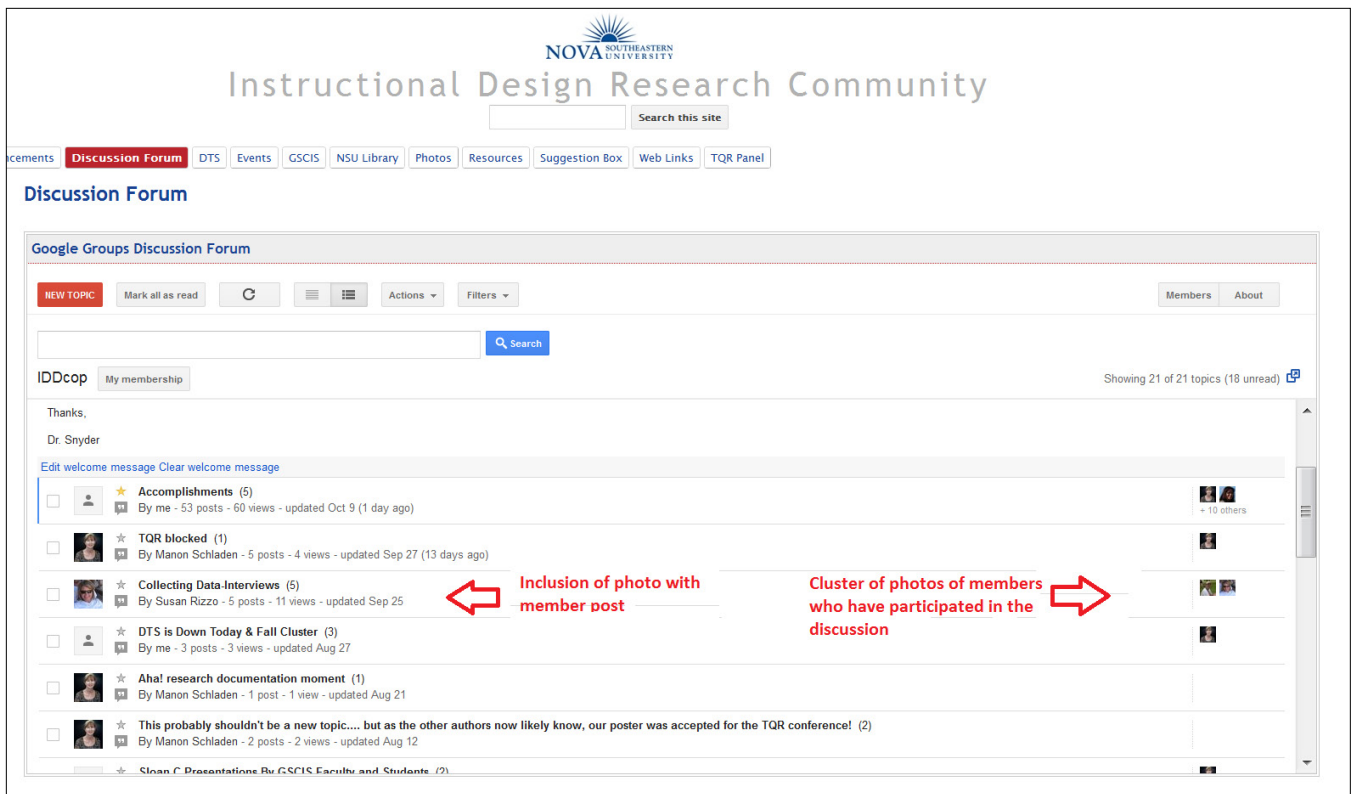 NOVA SOUTHEASTERN UNIVERSITY
Instructional Design Research Community
Search this site
ncements Discussion Forum DTS Events GSCIS NSU Library Photos Resources Suggestion Box Web Links TQR Panel
Discussion Forum
Google Groups Discussion Forum
NEW TOPIC Mark all as read Actions Filters Members About
Search
IDDcop My membership Showing 21 of 21 topics (18 unread)
Thanks,
Dr. Snyder
Edit welcome message Clear welcome message
Accomplishments (5)
By me - 53 posts - 60 views - updated Oct 9 (1 day ago)
+ 10 others
TQR blocked (1)
By Manon Schladen - 5 posts - 4 views - updated Sep 27 (13 days ago)
Collecting Data-Interviews (5)
By Susan Rizzo - 5 posts - 11 views - updated Sep 25
Inclusion of photo with
member post
Cluster of photos of members
who have participated in the
discussion
DTS is Down Today & Fall Cluster (3)
By me - 3 posts - 3 views - updated Aug 27
Aha! research documentation moment (1)
By Manon Schladen - 1 post - 1 view - updated Aug 21
This probably shouldn't be a new topic.... but as the other authors now likely know, our poster was accepted for the TQR conference! (2)
By Manon Schladen - 2 posts - 2 views - updated Aug 12
Sloan C Presentations By GSCIS Faculty and Students (2)